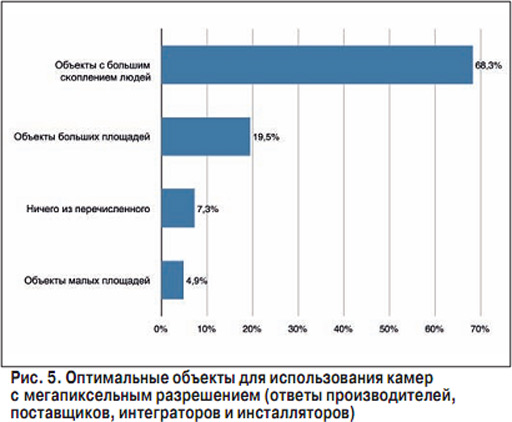 Объекты с большим
скоплением людей
68,3%
Объекты больших площадей
19,5%
Ничего из перечисленного
7,3%
Объекты малых площадей
4,9%
0% 10% 20% 30% 40% 50% 60% 70%
Рис. 5. Оптимальные объекты для использования камер
с мегапиксельным разрешением (ответы производителей,
поставщиков, интеграторов и инсталляторов)